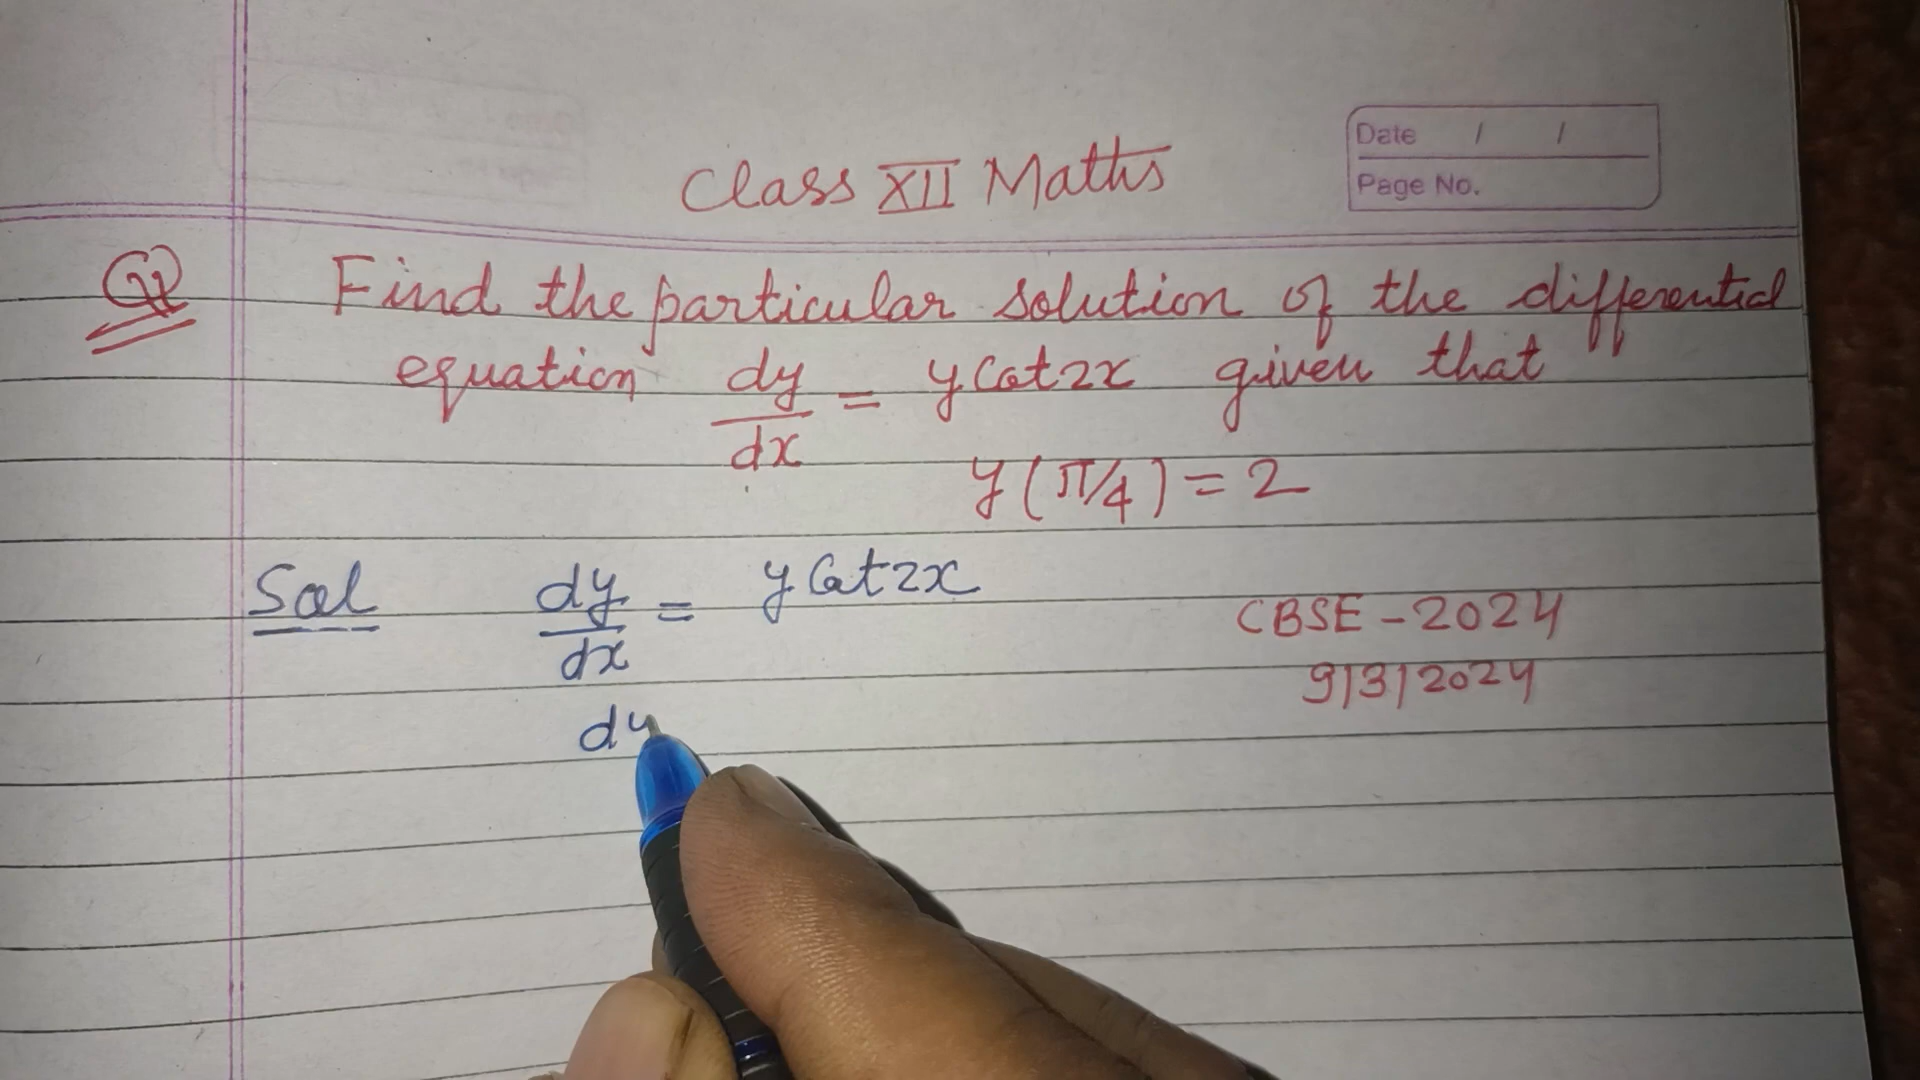 Date / /
Page No.
Class XII Maths
Q Find the particular solution of the differential
equation dy/dx = y cot2x given that
y(π/4) = 2
Sol dy/dx = y cot2x
CBSE - 2024
9/3/2024
dy